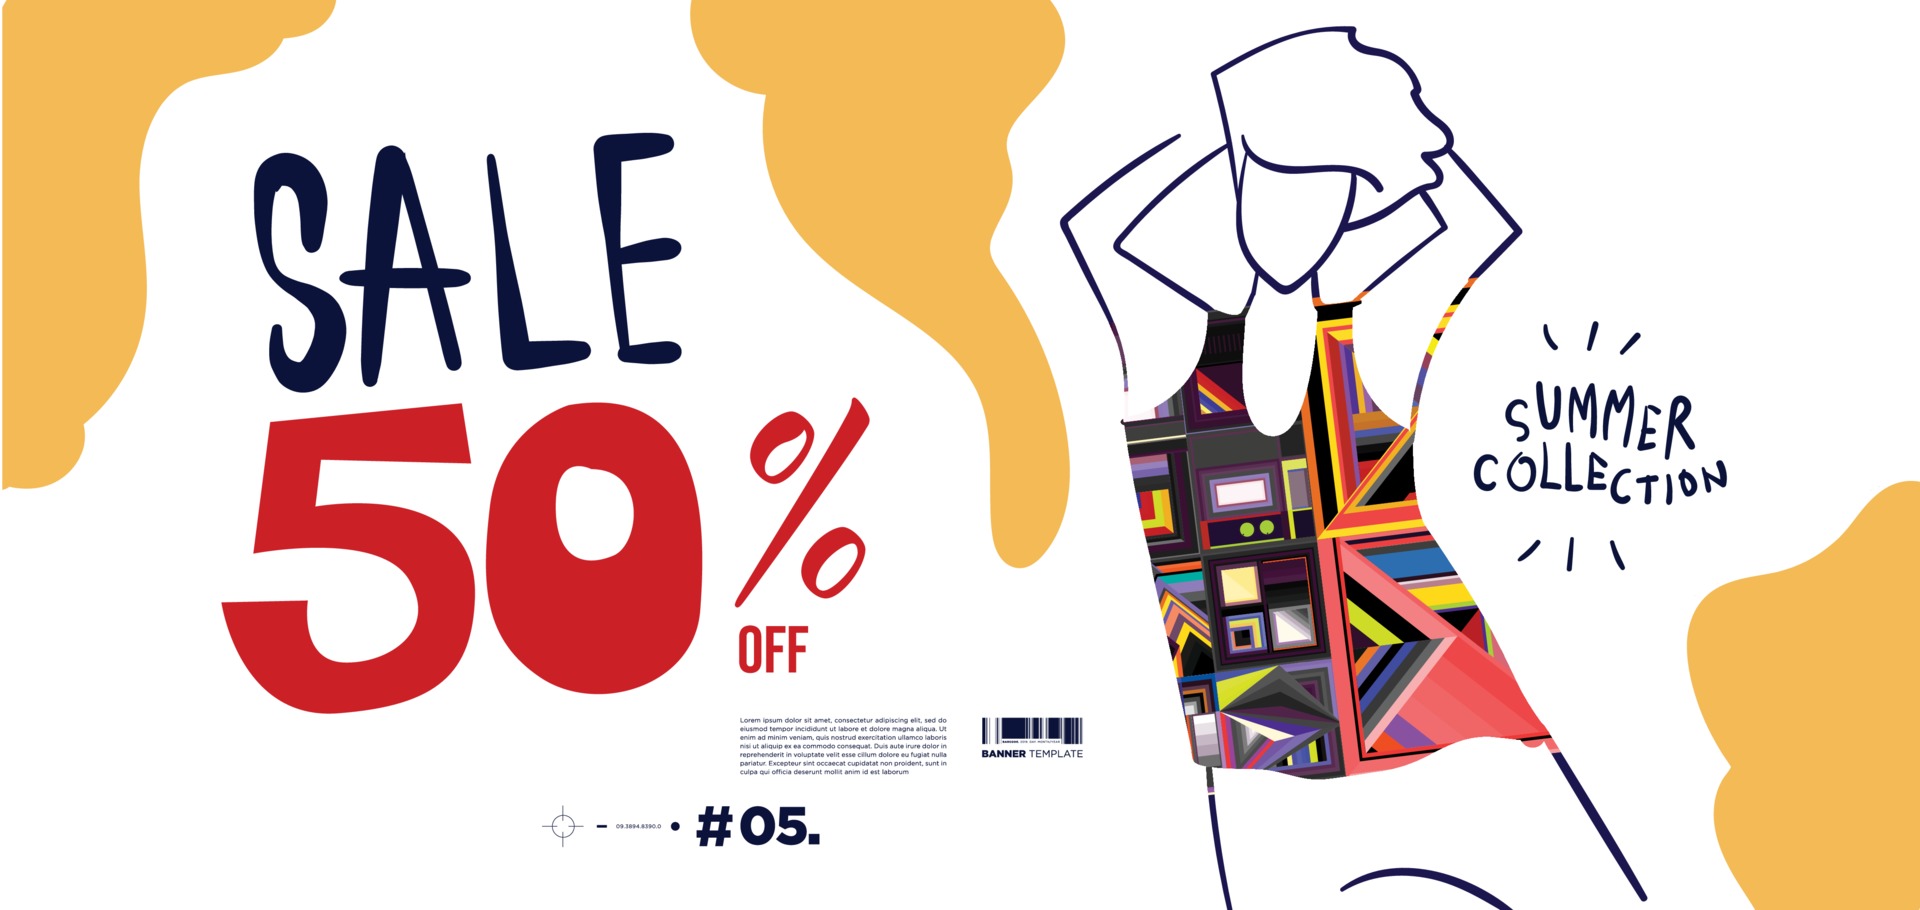 SALE
50%
OFF
SUMMER
COLLECTION
Lorem ipsum dolor sit amet, consectetur adipiscing elit, sed do
eiusmod tempor incididunt ut labore et dolore magna aliqua. Ut
enim ad minim veniam, quis nostrud exercitation ullamco laboris
nisi ut aliquip ex ea commodo consequat. Duis aute irure dolor in
reprehenderit in voluptate velit esse cillum dolore eu fugiat nulla
pariatur. Excepteur sint occaecat cupidatat non proident, sunt in
culpa qui officia deserunt mollit anim id est laborum
BANNER TEMPLATE
09.3894.8390.0
#05.